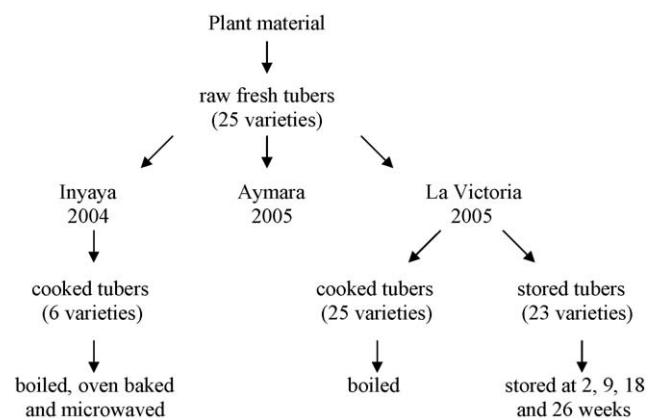 Plant material
raw fresh tubers
(25 varieties)
Inyaya
2004
Aymara
2005
La Victoria
2005
cooked tubers
(6 varieties)
cooked tubers
(25 varieties)
stored tubers
(23 varieties)
boiled, oven baked
and microwaved
boiled
stored at 2, 9, 18
and 26 weeks